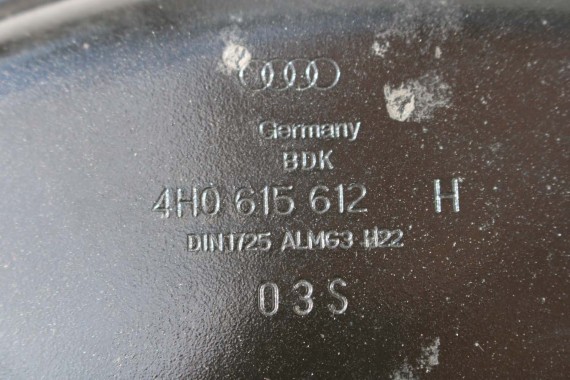 Germany
BDK
4H0 615 612 H
DIN1725 ALMG3 H22
03S